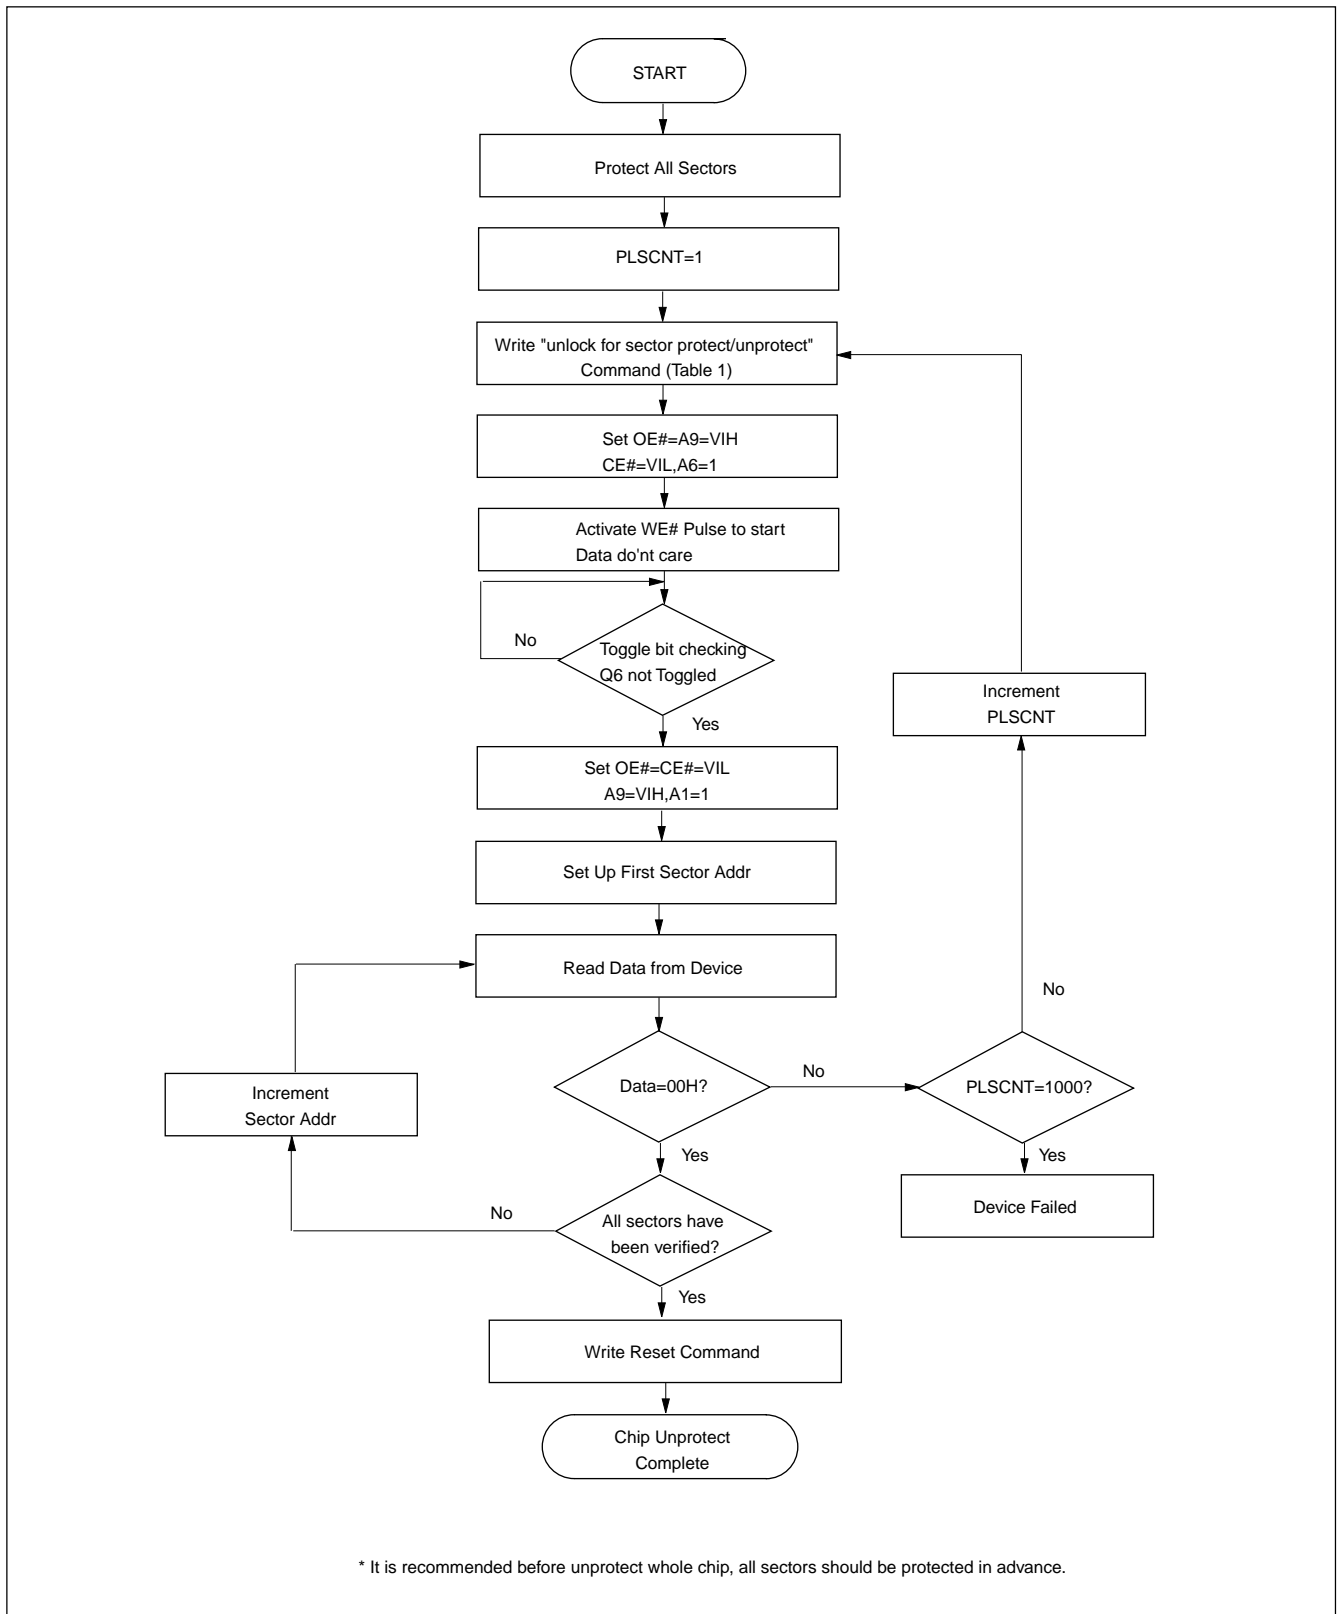 START
Protect All Sectors
PLSCNT=1
Write "unlock for sector protect/unprotect"
Command (Table 1)
Set OE#=A9=VIH
CE#=VIL,A6=1
Activate WE# Pulse to start
Data do'nt care
No
Toggle bit checking
Q6 not Toggled
Yes
Increment
PLSCNT
Set OE#=CE#=VIL
A9=VIH,A1=1
Set Up First Sector Addr
Read Data from Device
No
Data=00H?
No
PLSCNT=1000?
Increment
Sector Addr
Yes
Yes
Device Failed
No
All sectors have
been verified?
Yes
Write Reset Command
Chip Unprotect
Complete
* It is recommended before unprotect whole chip, all sectors should be protected in advance.